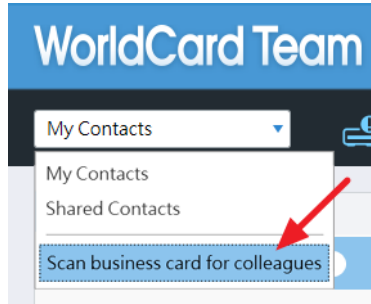 WorldCard Team
My Contacts
My Contacts
Shared Contacts
Scan business card for colleagues